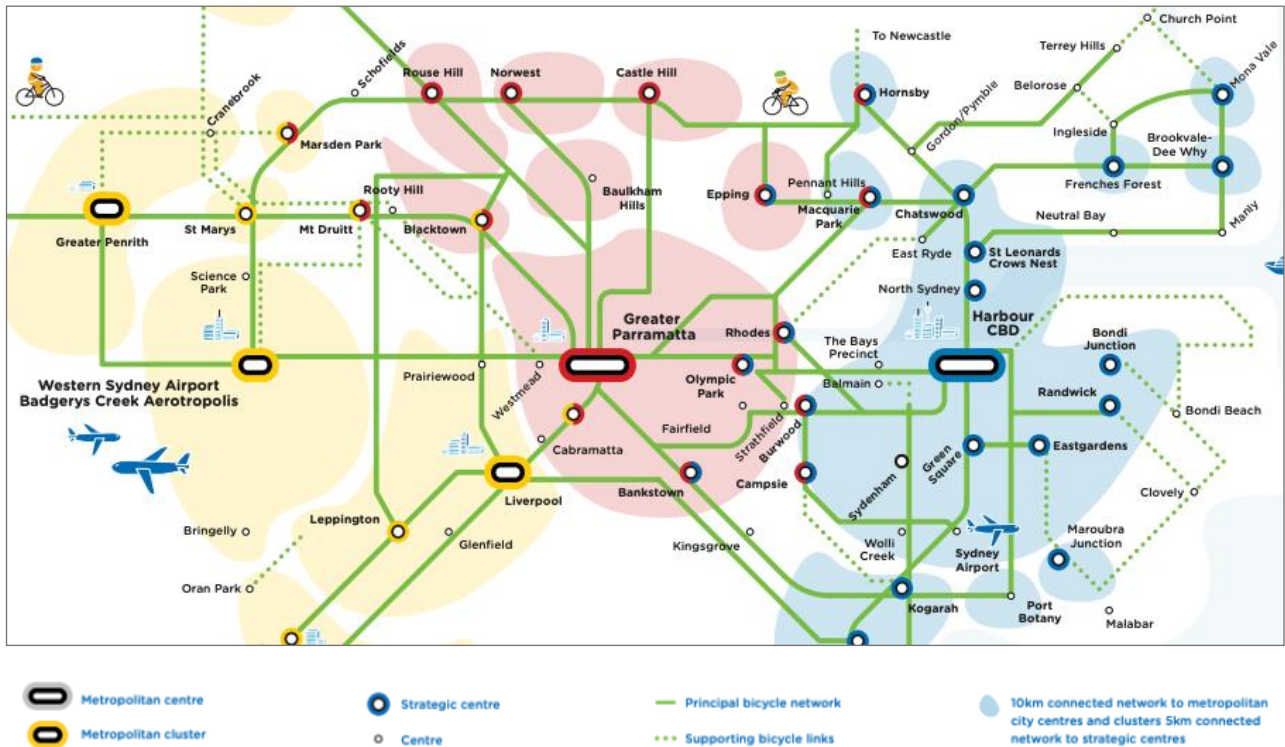 Church Point
To Newcastle
Terrey Hills
Schofields
Rouse Hill
Norwest
Castle Hill
Mona Vale
Belorose
Hornsby
Cranebrook
Gordon/Pymble
Ingleside
Marsden Park
Brookvale-
Dee Why
Rooty Hill
Baulkham
Hills
Epping
Pennant Hills
Frenches Forest
Macquarie
Park
Chatswood
Neutral Bay
Manly
Greater Penrith
St Marys
Mt Druitt
Blacktown
East Ryde
St Leonards
Crows Nest
Science
Park
North Sydney
Greater
Parramatta
Harbour
CBD
Rhodes
Bondi
Junction
The Bays
Precinct
Western Sydney Airport
Badgerys Creek Aerotropolis
Prairiewood
Westmead
Olympic
Park
Balmain
Randwick
Bondi Beach
Fairfield
Strathfield
Burwood
Cabramatta
Green
Square
Eastgardens
Liverpool
Bankstown
Campsie
Sydenham
Clovely
Leppington
Bringelly
Glenfield
Kingsgrove
Wolli
Creek
Sydney
Airport
Maroubra
Junction
Oran Park
Kogarah
Port
Botany
Malabar
Metropolitan centre
Strategic centre
Principal bicycle network
10km connected network to metropolitan
city centres and clusters 5km connected
network to strategic centres
Metropolitan cluster
Centre
Supporting bicycle links